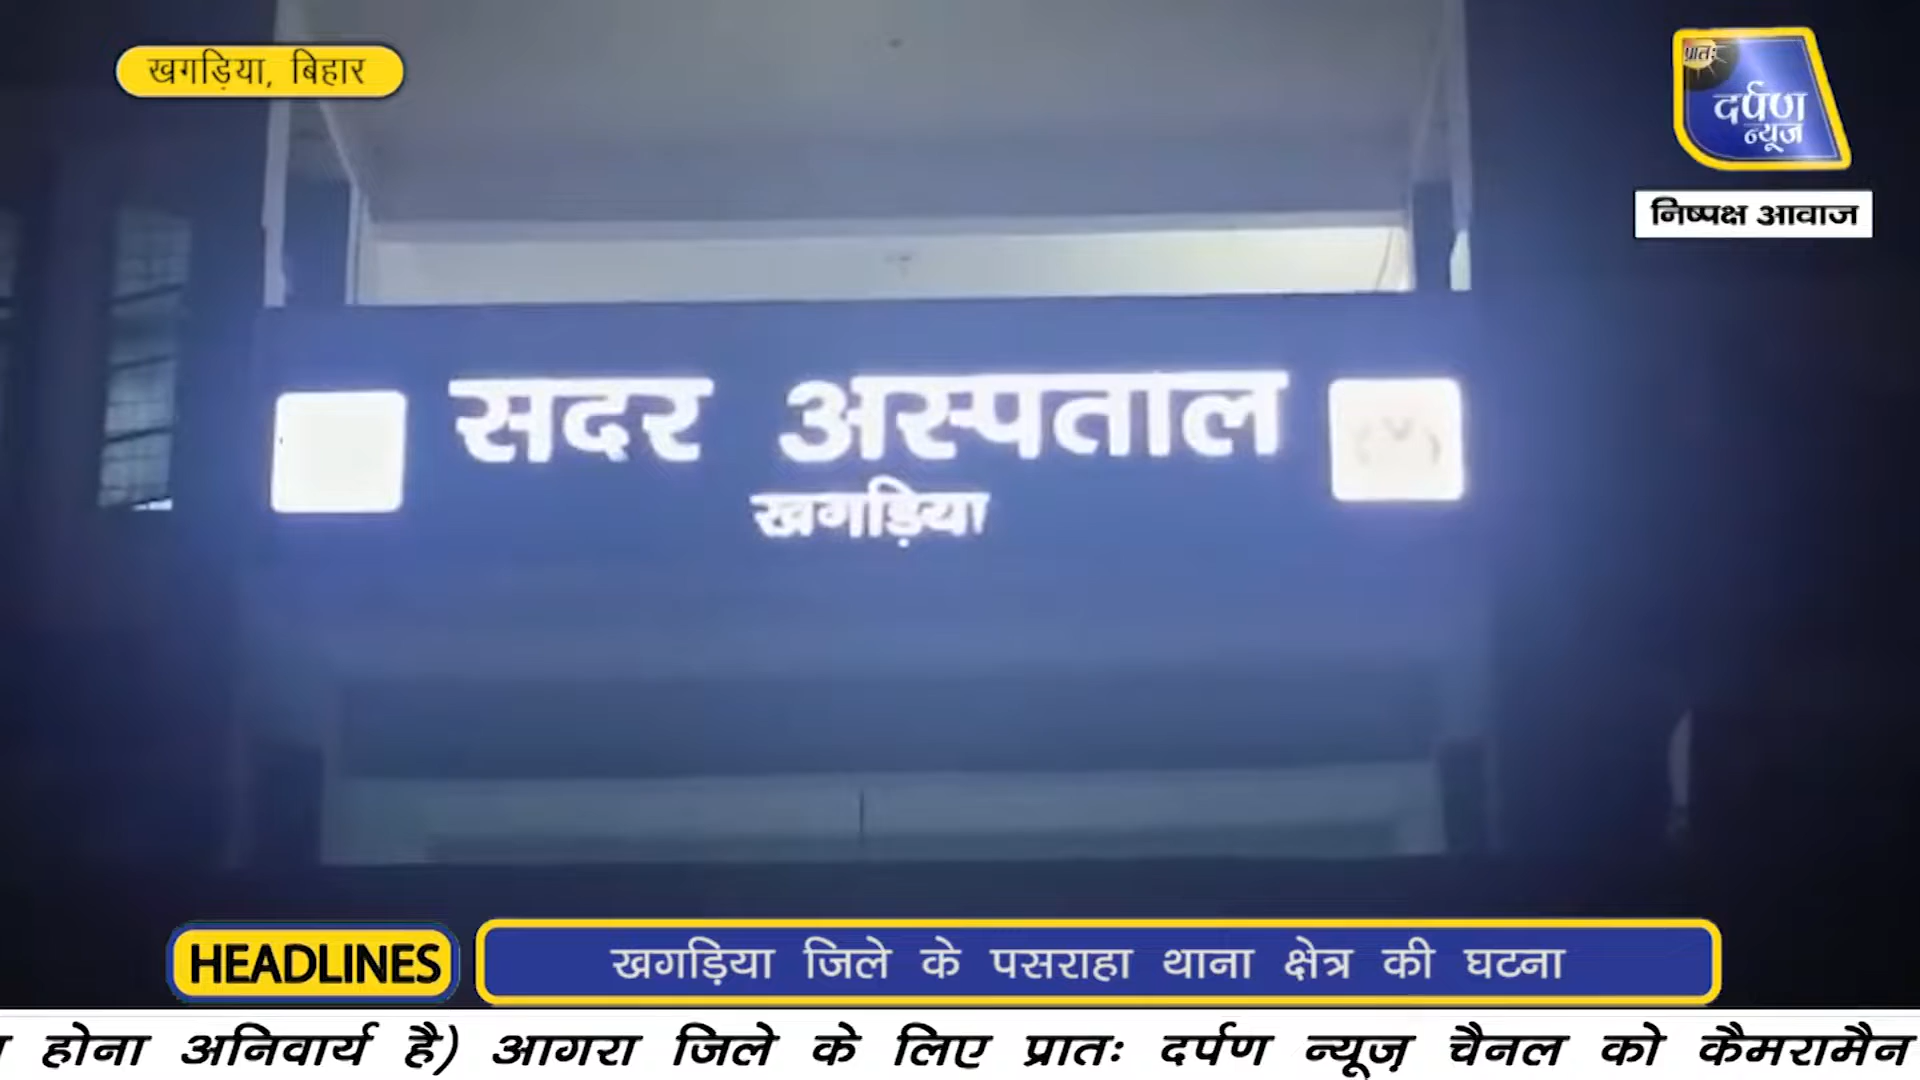 खगड़िया, बिहार
प्रातः
दर्पण
न्यूज
निष्पक्ष आवाज
सदर अस्पताल
खगड़िया
HEADLINES
खगड़िया जिले के पसराहा थाना क्षेत्र की घटना
होना अनिवार्य है) आगरा जिले के लिए प्रातः दर्पण न्यूज़ चैनल को कैमरामैन